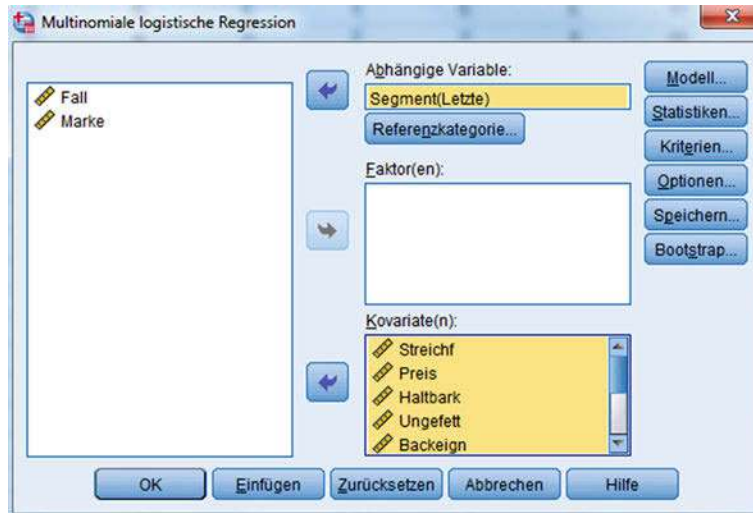 Multinomiale logistische Regression
Fall
Marke
Abhängige Variable:
Segment(Letzte)
Referenzkategorie...
Faktor(en):
Kovariate(n):
Streichf
Preis
Haltbark
Ungefett
Backeign
Modell...
Statistiken...
Kriterien...
Optionen...
Speichern...
Bootstrap...
OK
Einfügen
Zurücksetzen
Abbrechen
Hilfe